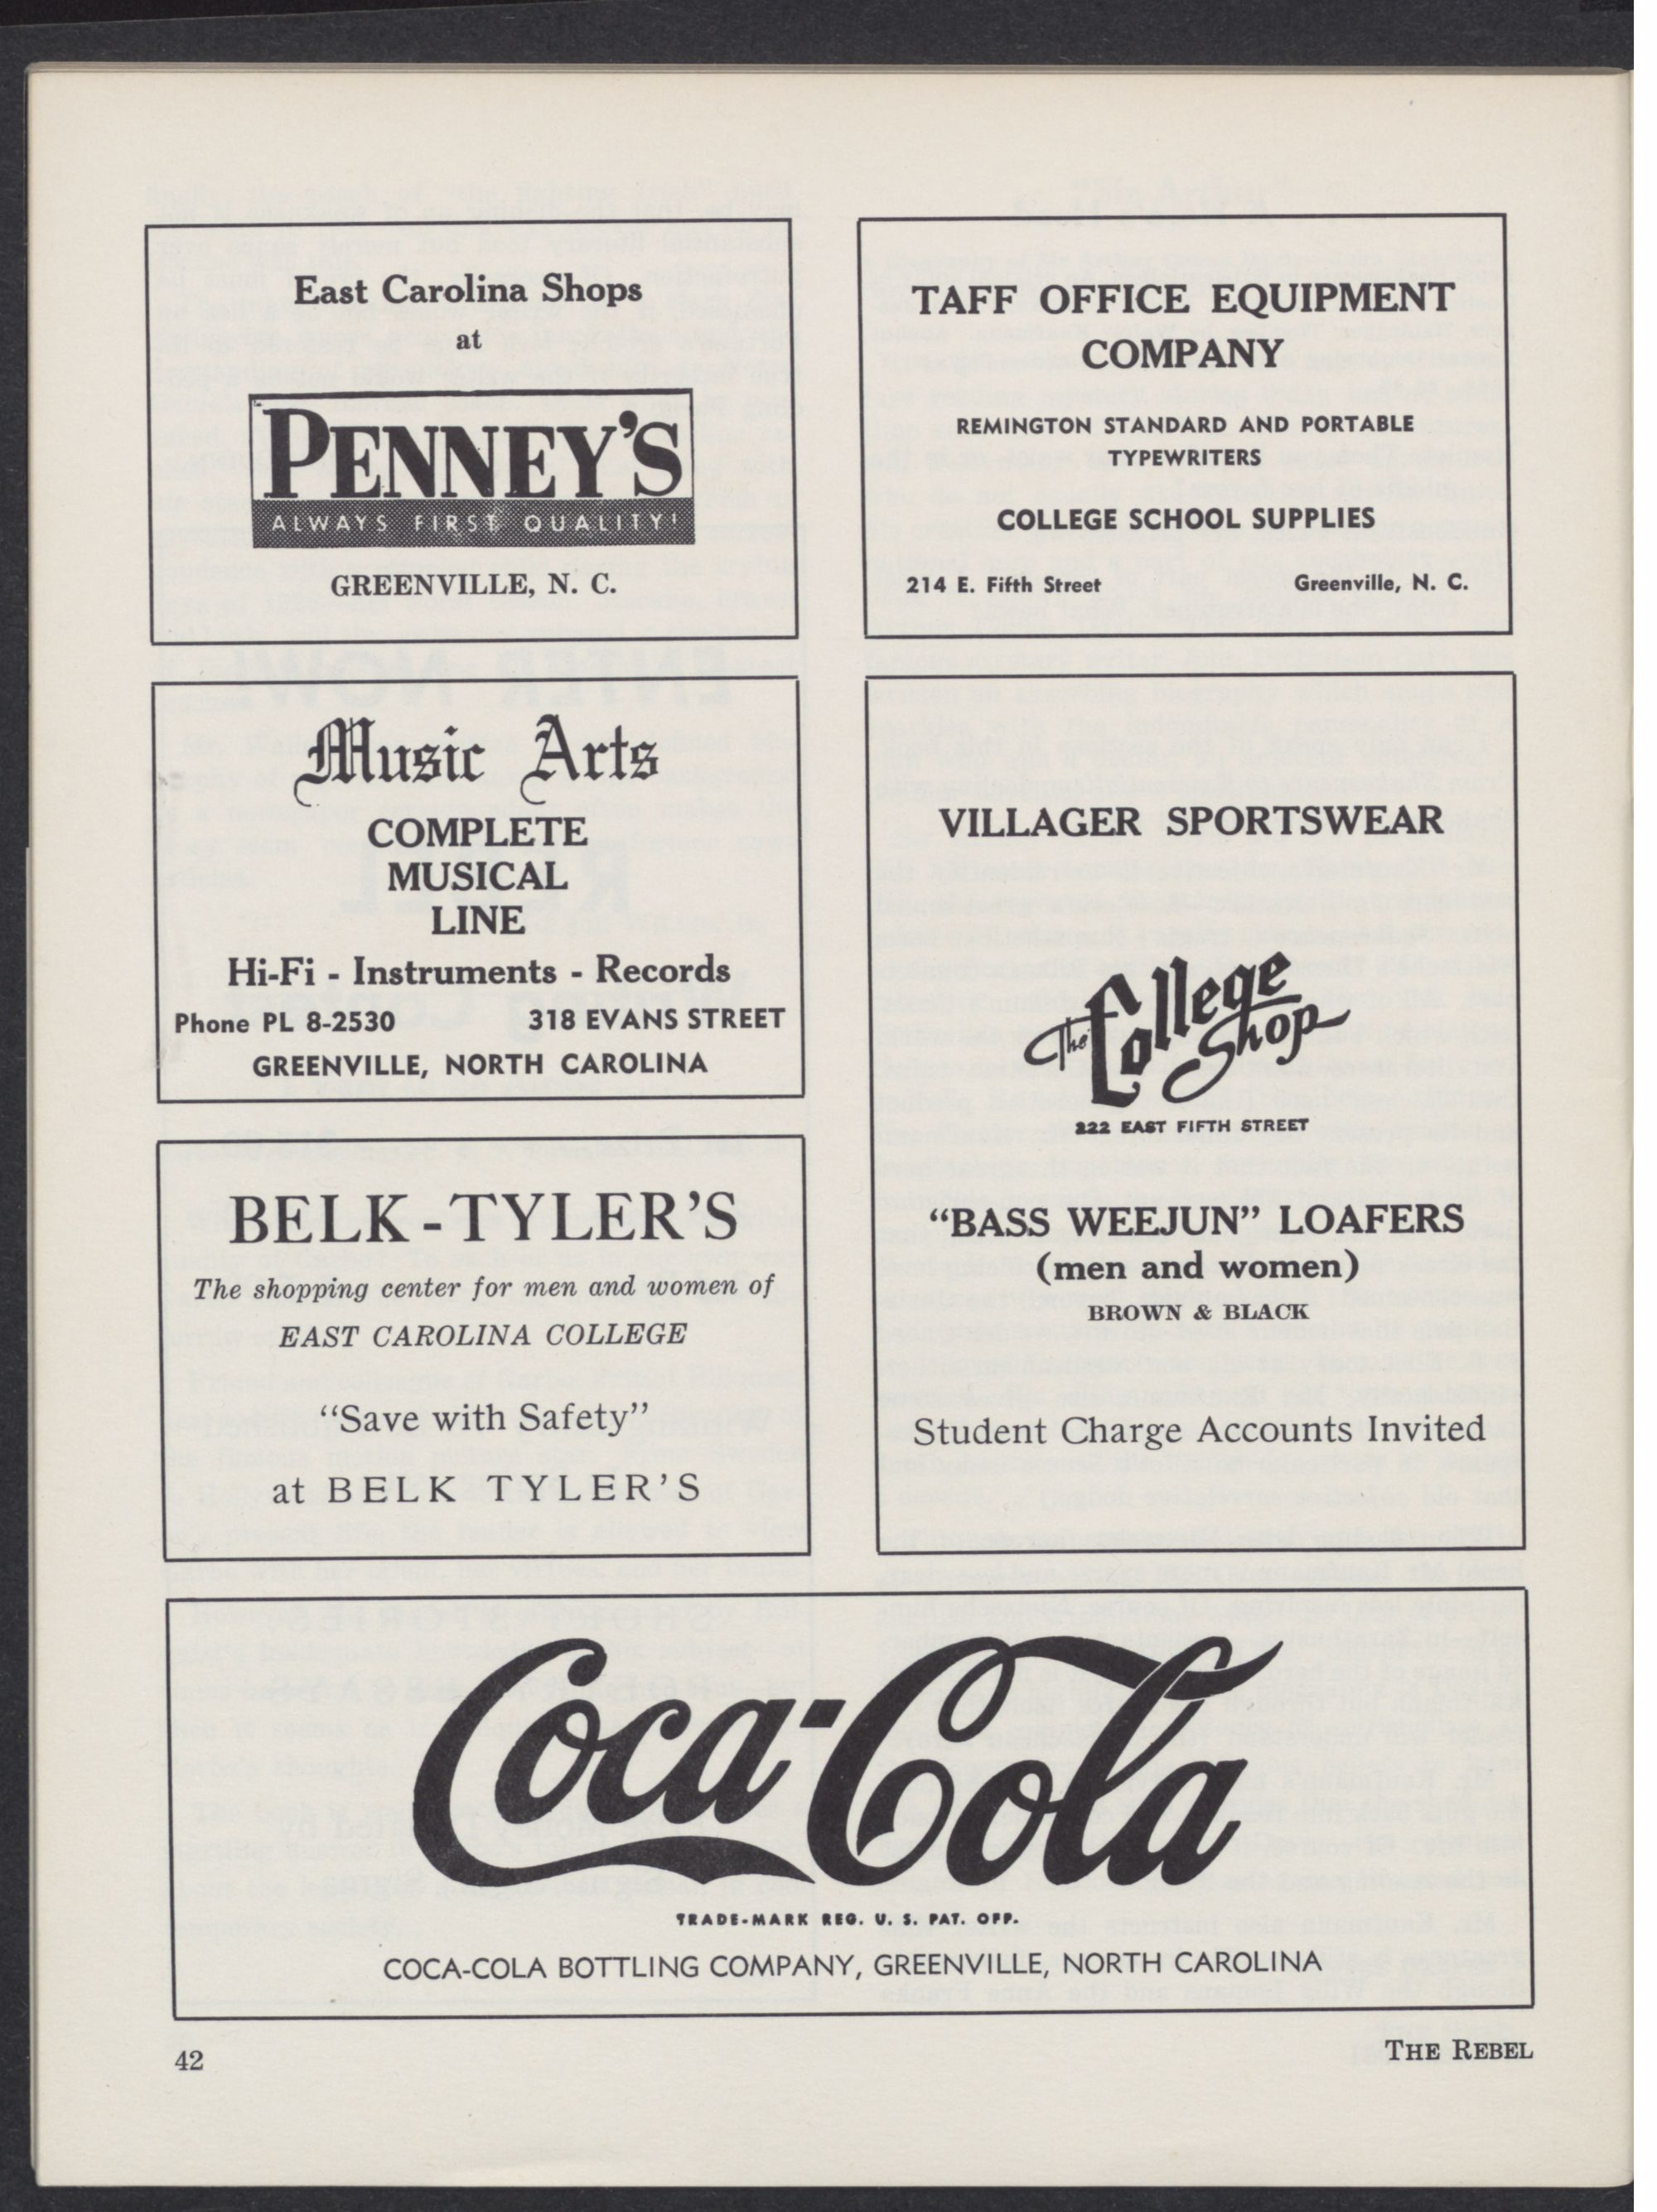 East Carolina Shops
at
PENNEY'S
ALWAYS FIRST QUALITY!
GREENVILLE, N. C.
TAFF OFFICE EQUIPMENT
COMPANY
REMINGTON STANDARD AND PORTABLE
TYPEWRITERS
COLLEGE SCHOOL SUPPLIES
214 E. Fifth Street Greenville, N. C.
Music Arts
COMPLETE
MUSICAL
LINE
Hi-Fi - Instruments - Records
Phone PL 8-2530 318 EVANS STREET
GREENVILLE, NORTH CAROLINA
VILLAGER SPORTSWEAR
The College
Shop
222 EAST FIFTH STREET
“BASS WEEJUN” LOAFERS
(men and women)
BROWN & BLACK
Student Charge Accounts Invited
BELK-TYLER'S
The shopping center for men and women of
EAST CAROLINA COLLEGE
“Save with Safety”
at BELK TYLER'S
Coca-Cola
TRADE-MARK REG. U. S. PAT. OFF.
COCA-COLA BOTTLING COMPANY, GREENVILLE, NORTH CAROLINA
42 THE REBEL